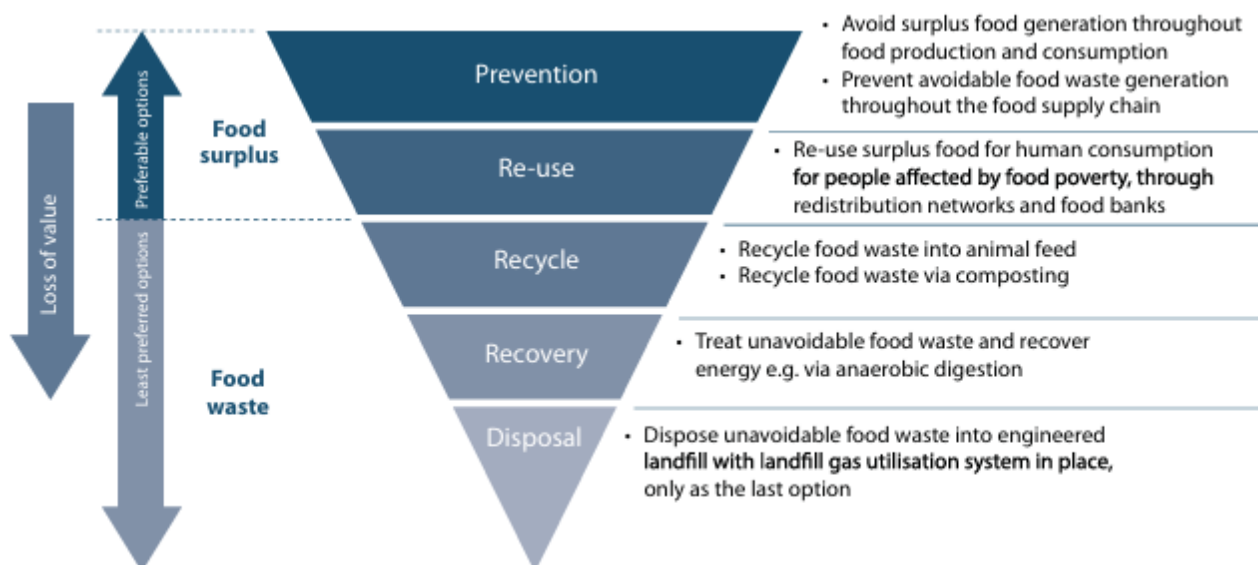 Prevention
Re-use
Recycle
Recovery
Disposal
Loss of value
Preferable options
Least preferred options
Food
surplus
Food
waste
• Avoid surplus food generation throughout
food production and consumption
• Prevent avoidable food waste generation
throughout the food supply chain
• Re-use surplus food for human consumption
for people affected by food poverty, through
redistribution networks and food banks
• Recycle food waste into animal feed
• Recycle food waste via composting
• Treat unavoidable food waste and recover
energy e.g. via anaerobic digestion
• Dispose unavoidable food waste into engineered
landfill with landfill gas utilisation system in place,
only as the last option